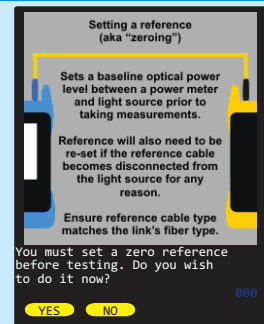 Setting a reference
(aka “zeroing”)
Sets a baseline optical power
level between a power meter
and light source prior to
taking measurements.
Reference will also need to be
re-set if the reference cable
becomes disconnected from
the light source for any
reason.
Ensure reference cable type
matches the link’s fiber type.
You must set a zero reference
before testing. Do you wish
to do it now?
000
YES NO